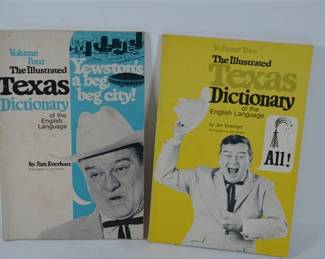 Volume Four
The Illustrated
Texas
Dictionary
of the
English
Language
Yewston's
a beg,
beg city!
by Jim Everhart
Volume Two
The Illustrated
Texas
Dictionary
of the
English Language
by Jim Everhart
All!